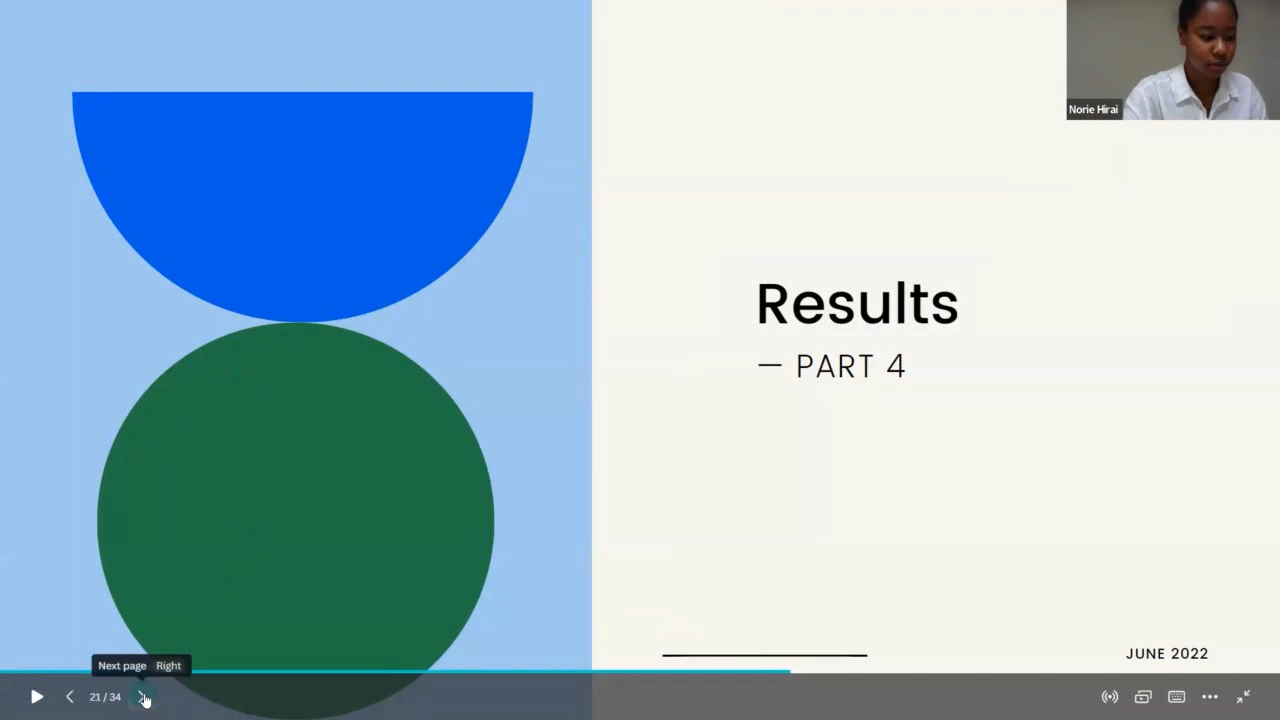 Norie Hirai
Results
— PART 4
JUNE 2022
Next page Right
21 / 34